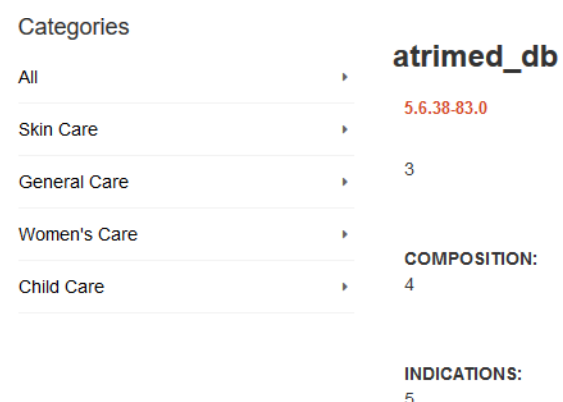 Categories
All
Skin Care
General Care
Women's Care
Child Care
atrimed_db
5.6.38-83.0
3
COMPOSITION:
4
INDICATIONS:
5